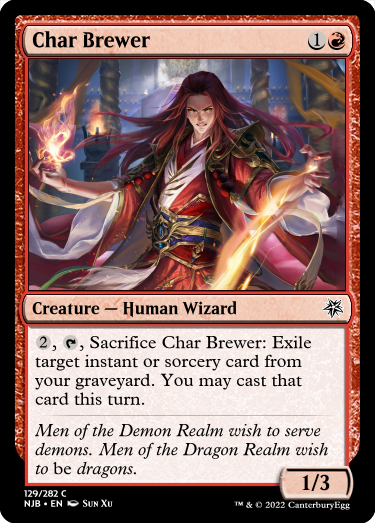 Char Brewer 1
Creature — Human Wizard
2, , Sacrifice Char Brewer: Exile
target instant or sorcery card from
your graveyard. You may cast that
card this turn.
Men of the Demon Realm wish to serve
demons. Men of the Dragon Realm wish
to be dragons.
1/3
129/282 C
NJB • EN Sun Xu
™ & © 2022 CanterburyEgg